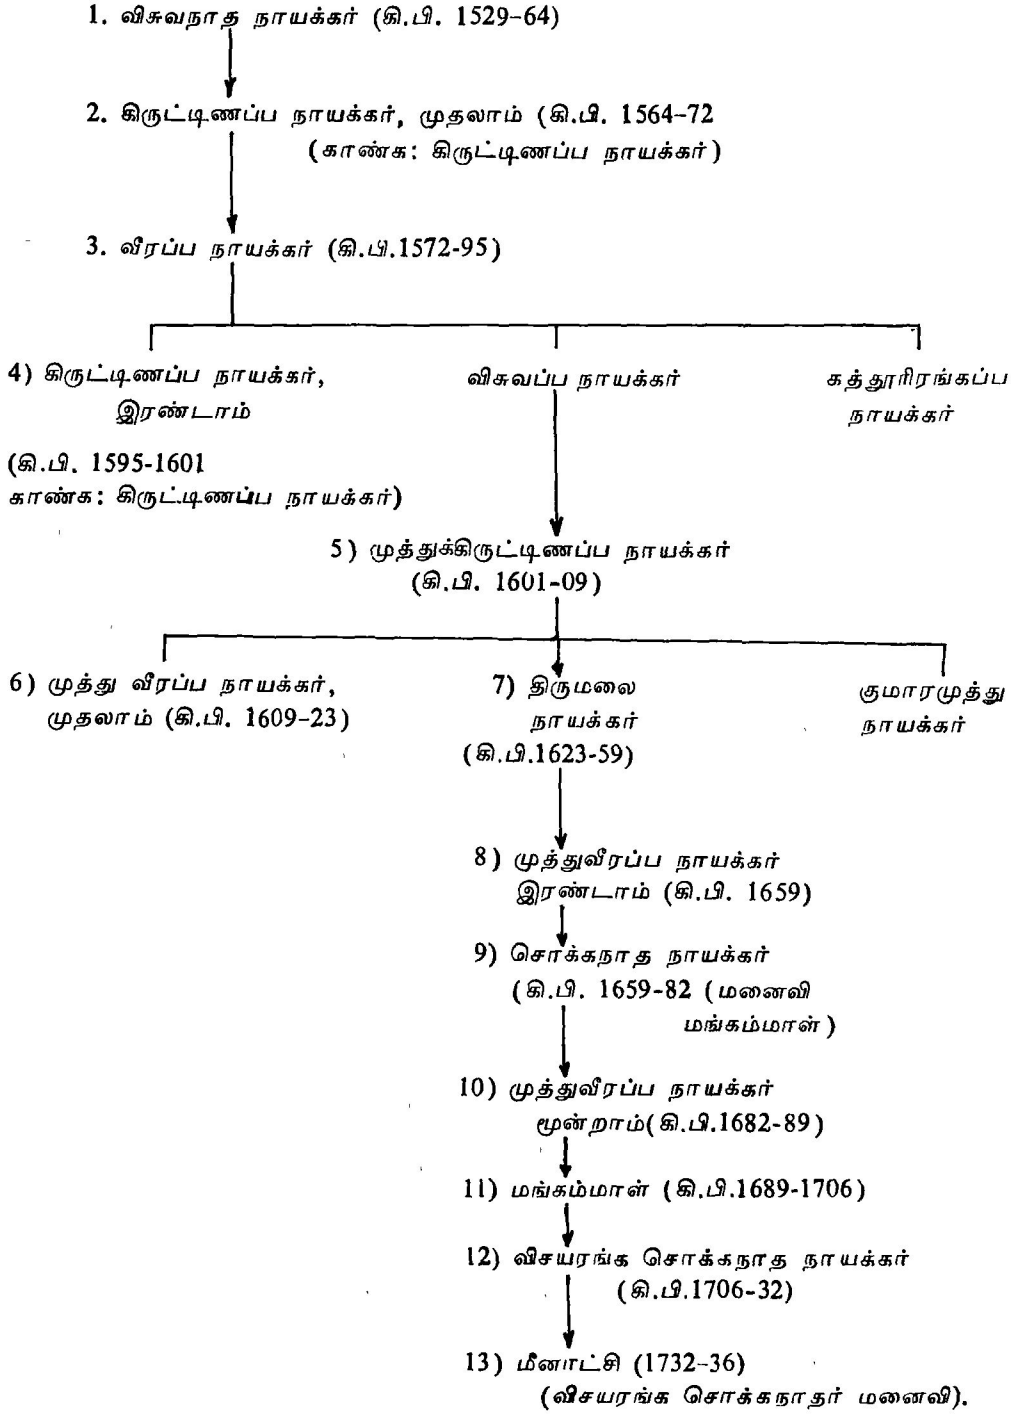 1. விசுவநாத நாயக்கர் (கி.பி. 1529-64)
2. கிருட்டிணப்ப நாயக்கர், முதலாம் (கி.பி. 1564-72
(காண்க: கிருட்டிணப்ப நாயக்கர்)
3. வீரப்ப நாயக்கர் (கி.பி.1572-95)
4) கிருட்டிணப்ப நாயக்கர்,
இரண்டாம்
(கி.பி. 1595-1601
காண்க: கிருட்டிணப்ப நாயக்கர்)
விசுவப்ப நாயக்கர்
கத்தூரிரங்கப்ப
நாயக்கர்
5) முத்துக்கிருட்டிணப்ப நாயக்கர்
(கி.பி. 1601-09)
6) முத்து வீரப்ப நாயக்கர்,
முதலாம் (கி.பி. 1609-23)
7) திருமலை
நாயக்கர்
(கி.பி.1623-59)
குமாரமுத்து
நாயக்கர்
8) முத்துவீரப்ப நாயக்கர்
இரண்டாம் (கி.பி. 1659)
9) சொக்கநாத நாயக்கர்
(கி.பி. 1659-82 (மனைவி
மங்கம்மாள்)
10) முத்துவீரப்ப நாயக்கர்
மூன்றாம்(கி.பி.1682-89)
11) மங்கம்மாள் (கி.பி.1689-1706)
12) விசயரங்க சொக்கநாத நாயக்கர்
(கி.பி.1706-32)
13) மீனாட்சி (1732-36)
(விசயரங்க சொக்கநாதர் மனைவி).